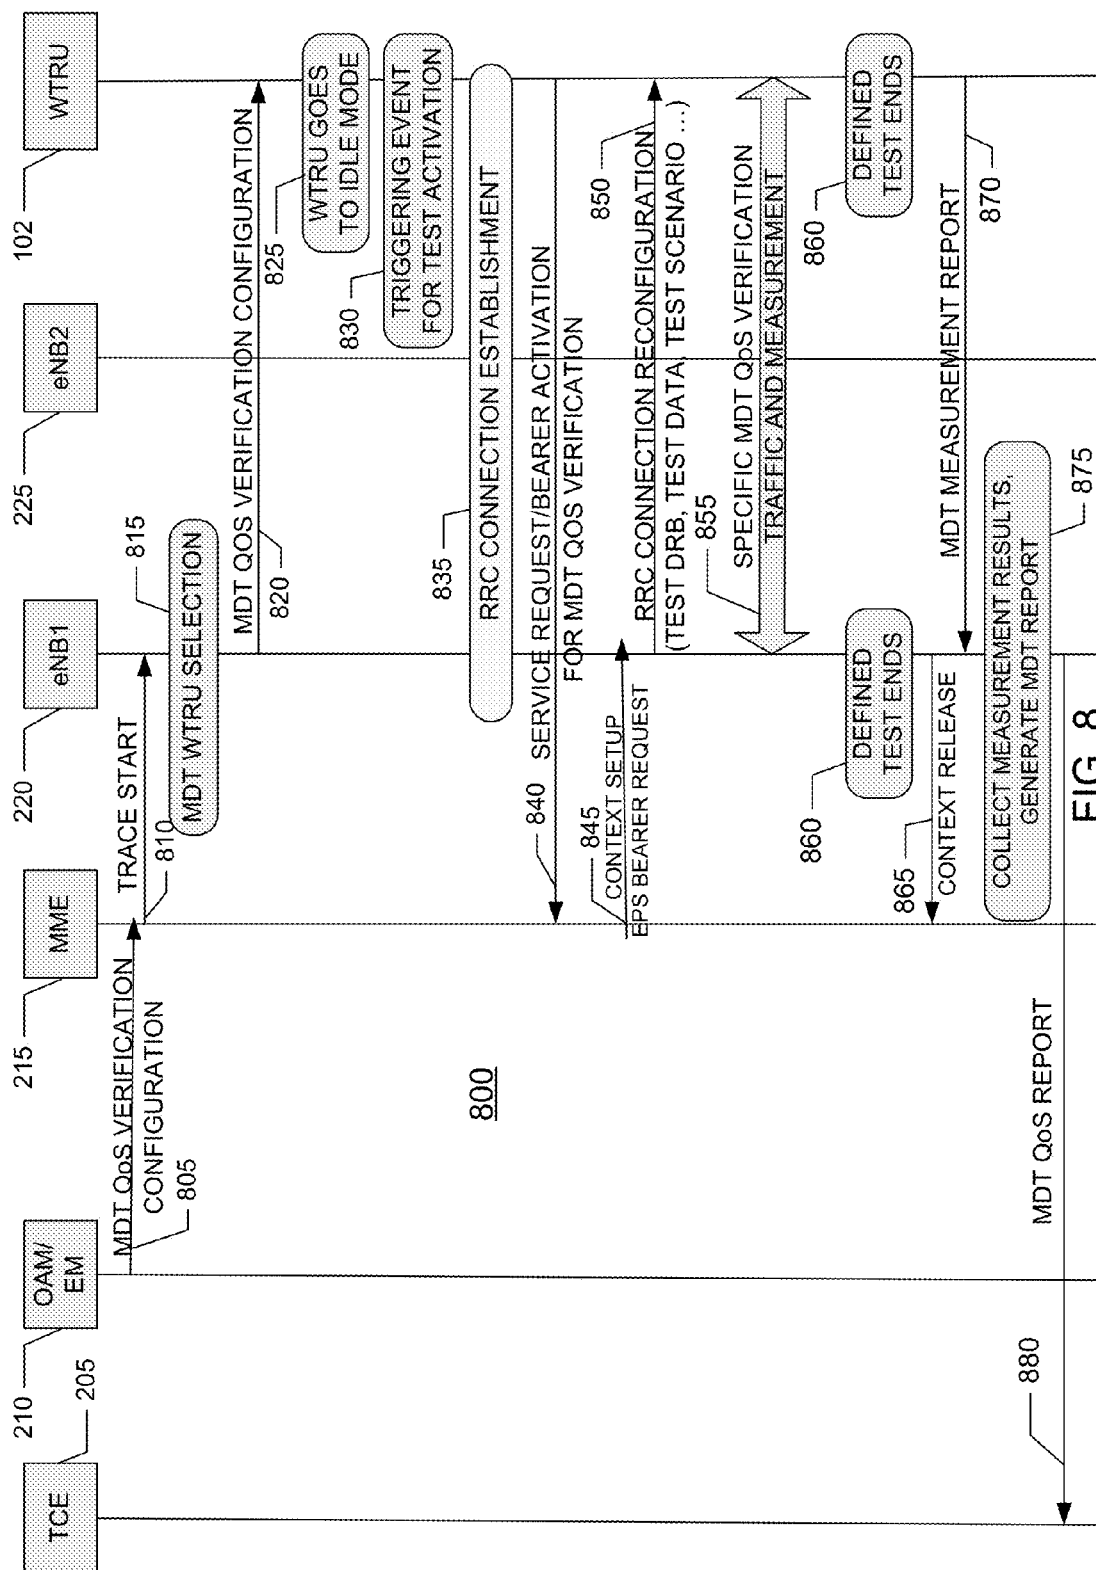 TCE
205
OAM/
EM
210
MME
215
eNB1
220
eNB2
225
WTRU
102
MDT QoS VERIFICATION
CONFIGURATION
805
TRACE START
810
MDT WTRU SELECTION
815
MDT QOS VERIFICATION CONFIGURATION
820
WTRU GOES
TO IDLE MODE
825
TRIGGERING EVENT
FOR TEST ACTIVATION
830
RRC CONNECTION ESTABLISHMENT
835
SERVICE REQUEST/BEARER ACTIVATION
FOR MDT QOS VERIFICATION
840
CONTEXT SETUP
EPS BEARER REQUEST
845
RRC CONNECTION RECONFIGURATION
(TEST DRB, TEST DATA, TEST SCENARIO ...)
850
SPECIFIC MDT QoS VERIFICATION
TRAFFIC AND MEASUREMENT
855
DEFINED
TEST ENDS
860
DEFINED
TEST ENDS
860
CONTEXT RELEASE
865
MDT MEASUREMENT REPORT
870
COLLECT MEASUREMENT RESULTS,
GENERATE MDT REPORT
875
MDT QoS REPORT
880
800
FIG. 8